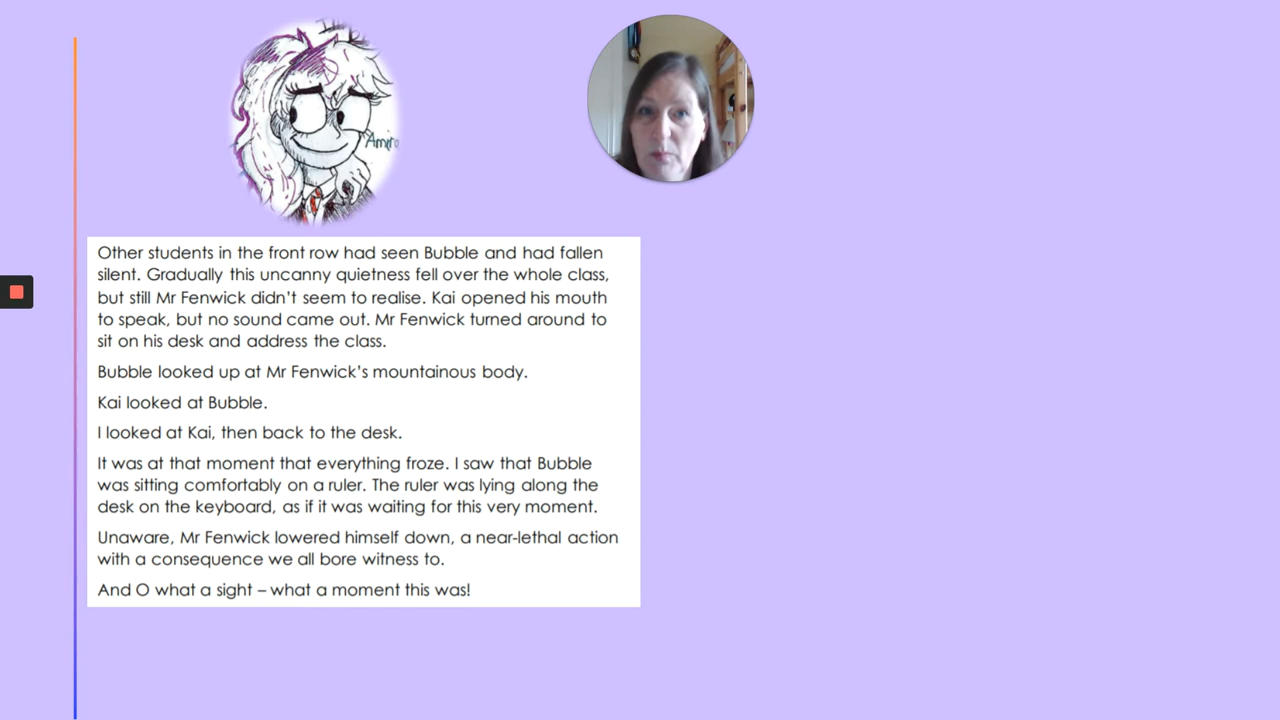 Amiro
Other students in the front row had seen Bubble and had fallen
silent. Gradually this uncanny quietness fell over the whole class,
but still Mr Fenwick didn't seem to realise. Kai opened his mouth
to speak, but no sound came out. Mr Fenwick turned around to
sit on his desk and address the class.
Bubble looked up at Mr Fenwick's mountainous body.
Kai looked at Bubble.
I looked at Kai, then back to the desk.
It was at that moment that everything froze. I saw that Bubble
was sitting comfortably on a ruler. The ruler was lying along the
desk on the keyboard, as if it was waiting for this very moment.
Unaware, Mr Fenwick lowered himself down, a near-lethal action
with a consequence we all bore witness to.
And O what a sight – what a moment this was!